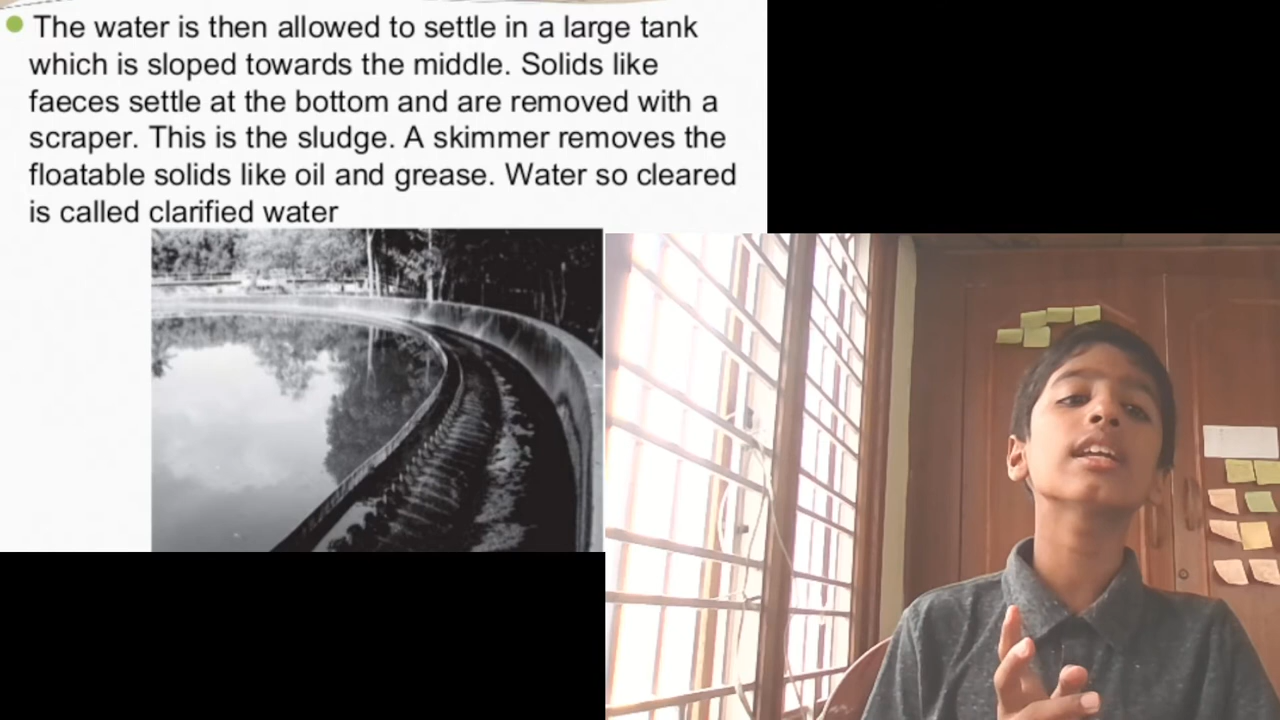 The water is then allowed to settle in a large tank
which is sloped towards the middle. Solids like
faeces settle at the bottom and are removed with a
scraper. This is the sludge. A skimmer removes the
floatable solids like oil and grease. Water so cleared
is called clarified water